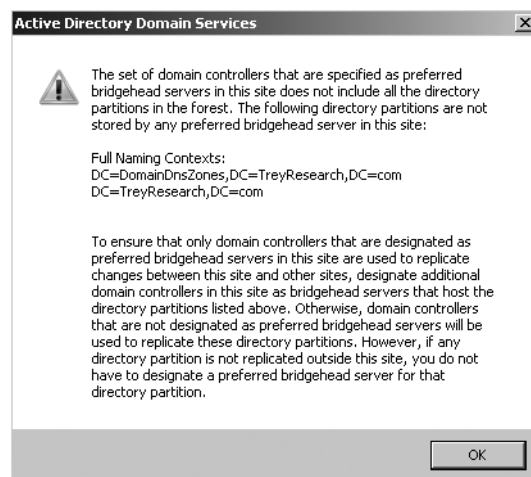 Active Directory Domain Services
The set of domain controllers that are specified as preferred
bridgehead servers in this site does not include all the directory
partitions in the forest. The following directory partitions are not
stored by any preferred bridgehead server in this site:
Full Naming Contexts:
DC=DomainDnsZones,DC=TreyResearch,DC=com
DC=TreyResearch,DC=com
To ensure that only domain controllers that are designated as
preferred bridgehead servers in this site are used to replicate
changes between this site and other sites, designate additional
domain controllers in this site as bridgehead servers that host the
directory partitions listed above. Otherwise, domain controllers
that are not designated as preferred bridgehead servers will be
used to replicate these directory partitions. However, if any
directory partition is not replicated outside this site, you do not
have to designate a preferred bridgehead server for that
directory partition.
OK